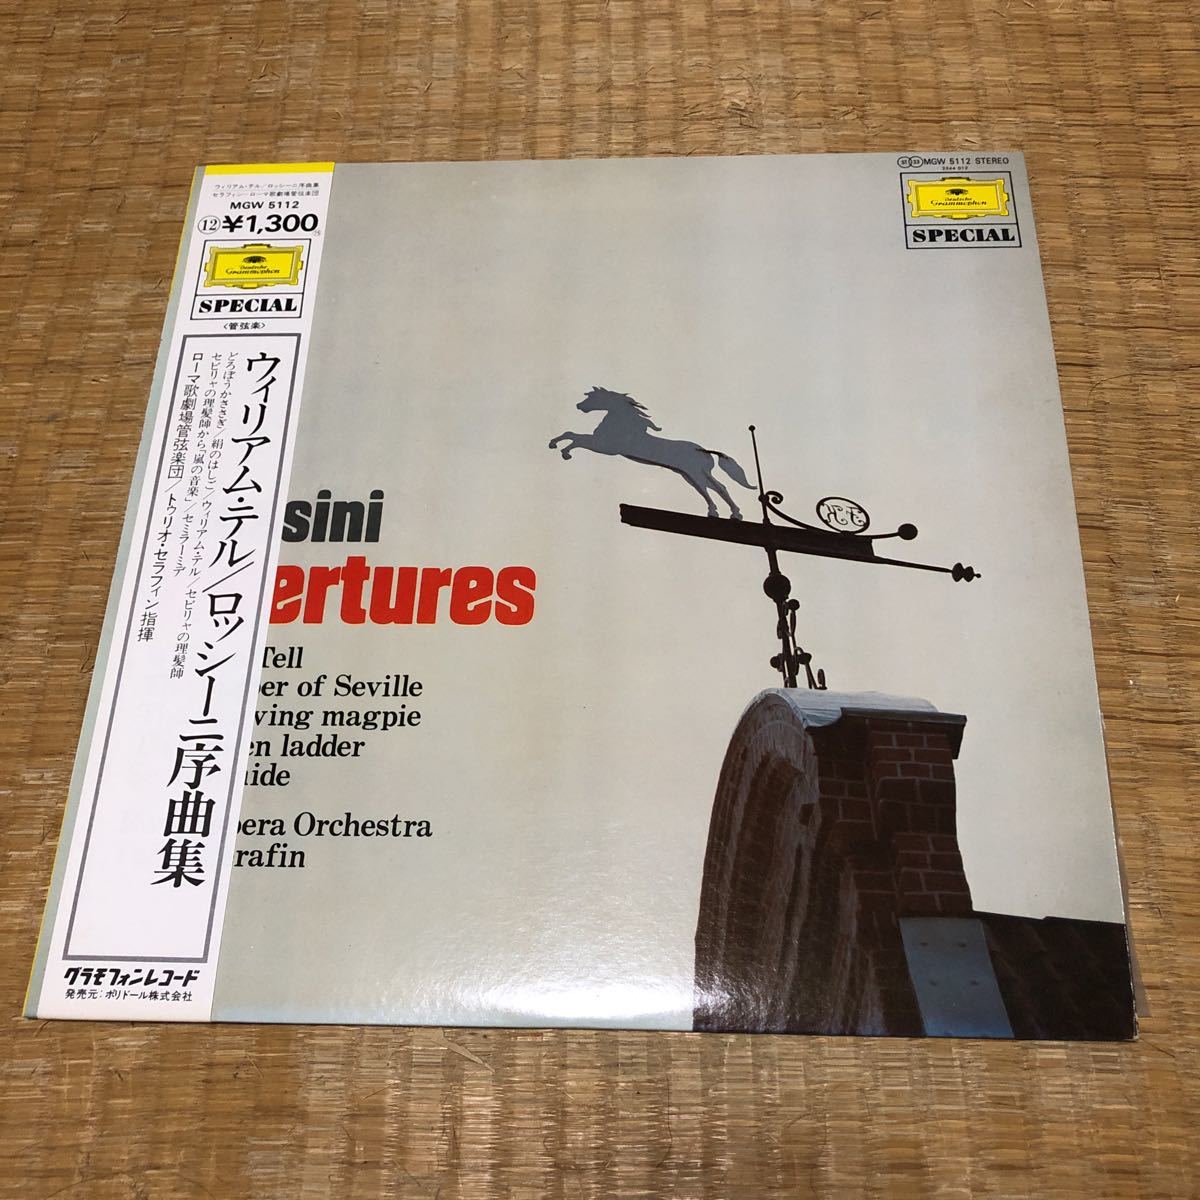 ウィリアム・テル/ロッシーニ序曲集
セラフィン-ローマ歌劇場管弦楽団
MGW 5112
⑫¥1,300
Deutsche
Grammophon
SPECIAL
〈管弦楽〉
ウィリアム・テル/ロッシーニ序曲集
どろぼうかささぎ/絹のはしご/ウィリアム・テル/セビリャの理髪師
セビリャの理髪師から「嵐の音楽」/セミラーミデ
ローマ歌劇場管弦楽団/トゥリオ・セラフィン指揮
グラモフォンレコード
発売元:ポリドール株式会社
ST 33 MGW 5112 STEREO
2544 012
Deutsche
Grammophon
SPECIAL
sini
ertures
Tell
ber of Seville
ving magpie
en ladder
ide
pera Orchestra
rafin